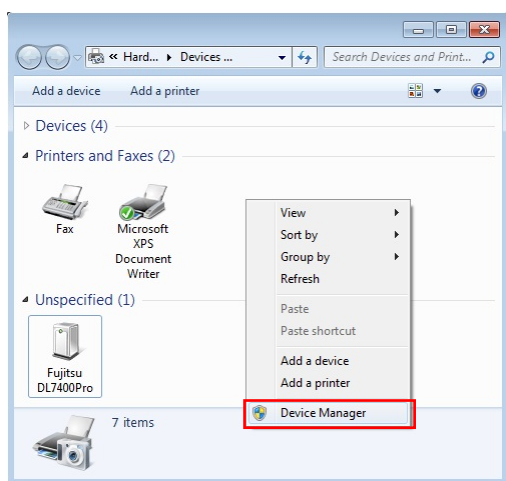 « Hard... Devices ...
Search Devices and Print...
Add a device Add a printer
Devices (4)
Printers and Faxes (2)
Fax
Microsoft
XPS
Document
Writer
Unspecified (1)
Fujitsu
DL7400Pro
7 items
View
Sort by
Group by
Refresh
Paste
Paste shortcut
Add a device
Add a printer
Device Manager